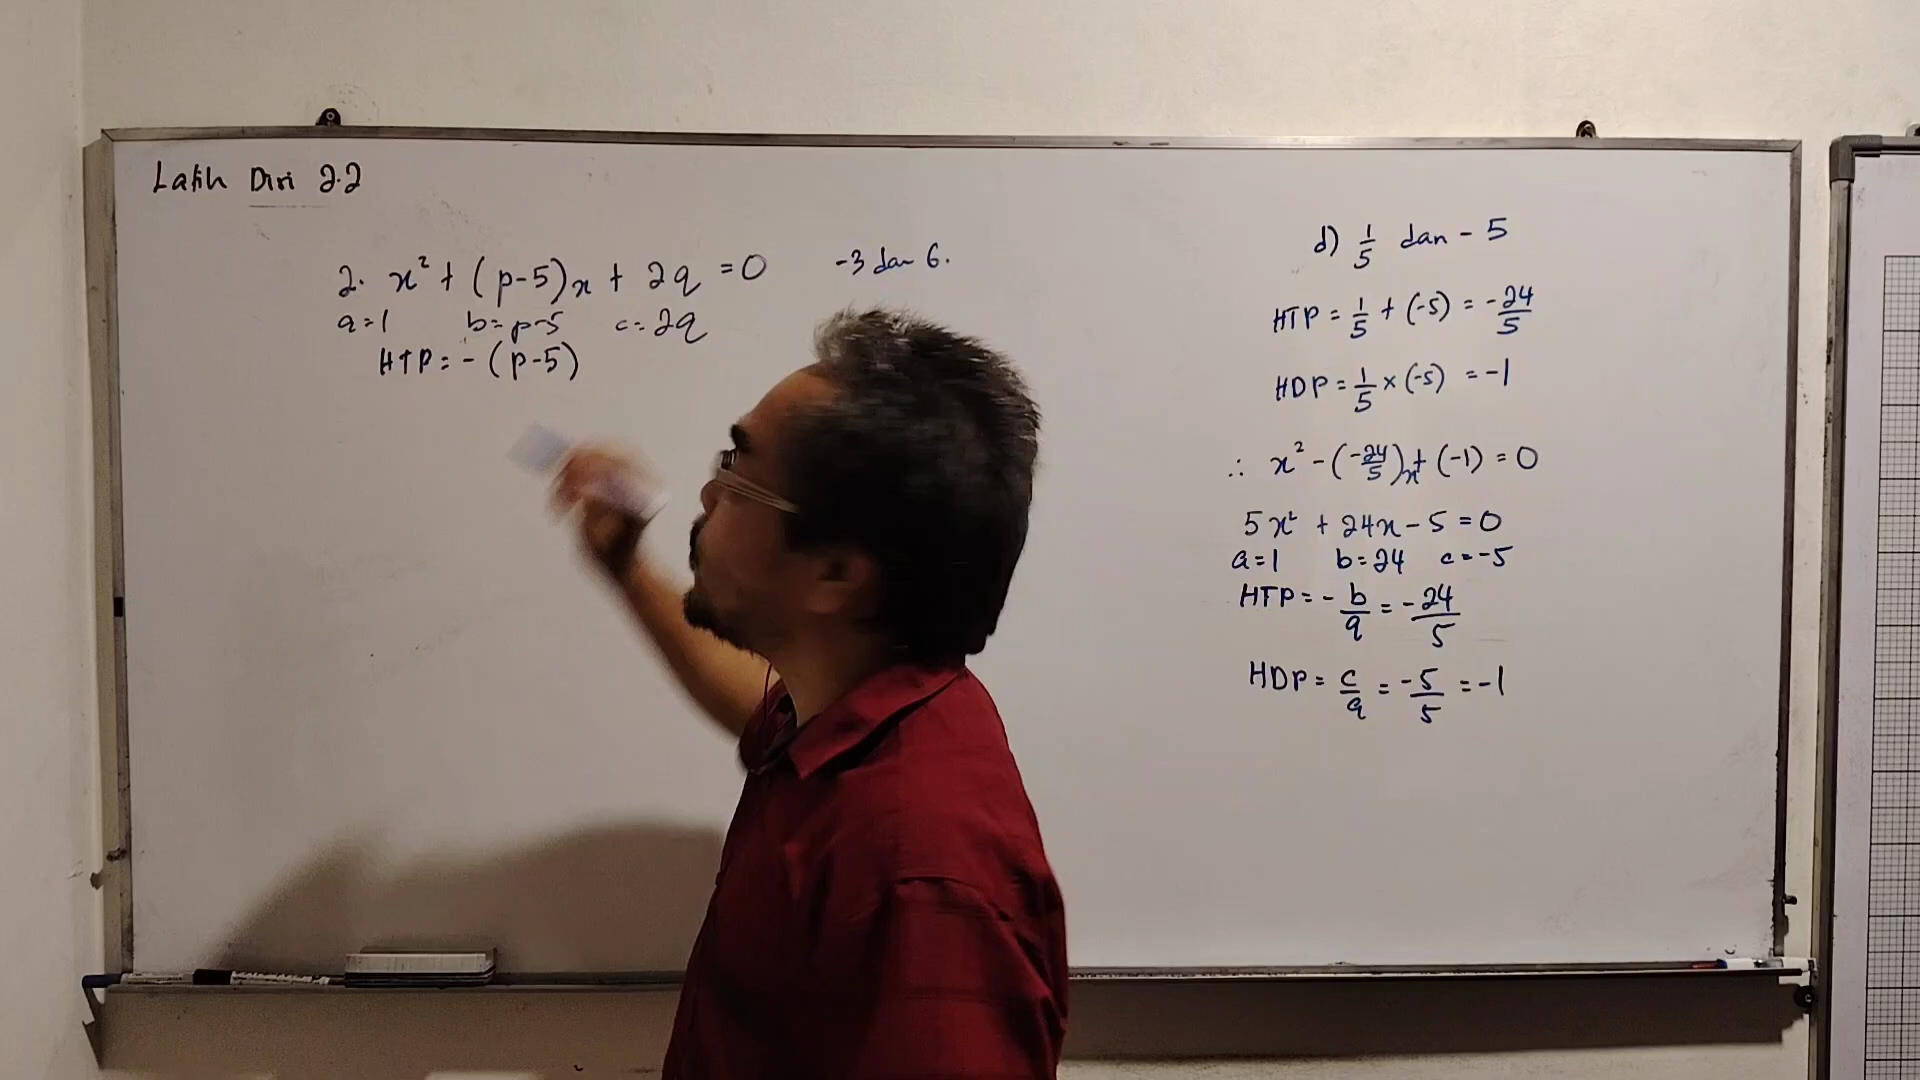 Latih Diri 2.2
2. x² + (p-5)x + 2q = 0 -3 dan 6.
a=1 b=p-5 c=2q
HTP = -(p-5)
d) 1/5 dan -5
HTP = 1/5 + (-5) = -24/5
HDP = 1/5 × (-5) = -1
∴ x² - (-24/5)x + (-1) = 0
5x² + 24x - 5 = 0
a=1 b=24 c=-5
HTP = -b/a = -24/5
HDP = c/a = -5/5 = -1